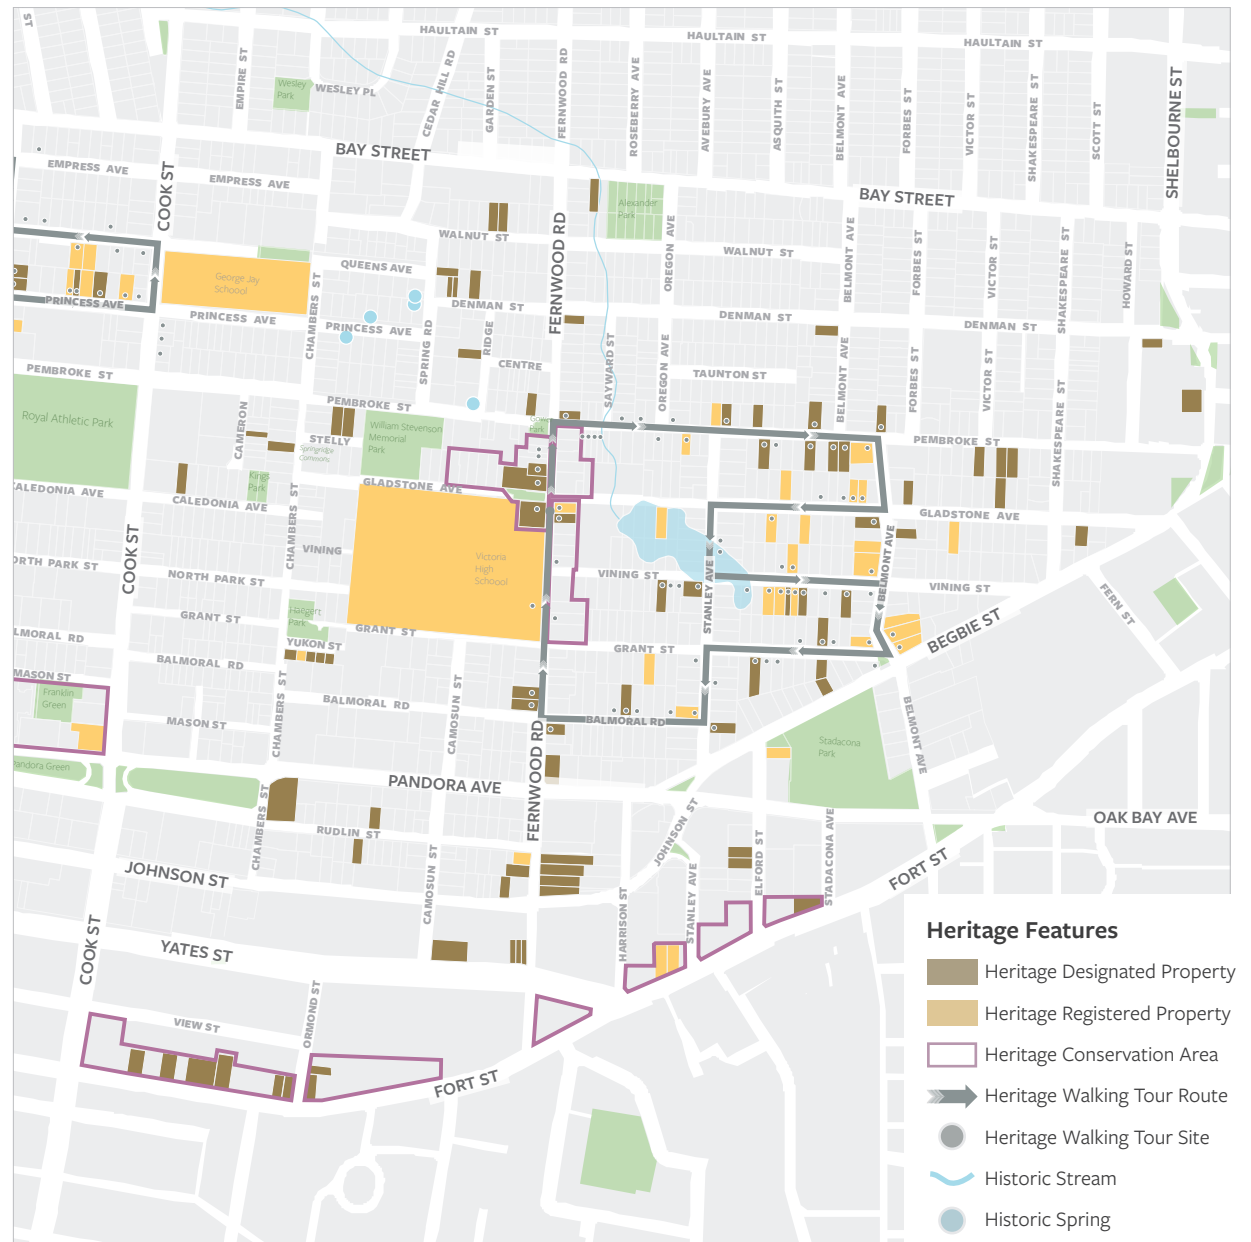 ST
HAULTAIN ST
HAULTAIN ST
HAULTAIN ST
EMPIRE ST
Wesley
Park
WESLEY PL
CEDAR HILL RD
GARDEN ST
FERNWOOD RD
ROSEBERRY AVE
AVEBURY AVE
ASQUITH ST
BELMONT AVE
FORBES ST
VICTOR ST
SHAKESPEARE ST
SCOTT ST
SHELBOURNE ST
BAY STREET
BAY STREET
EMPRESS AVE
EMPRESS AVE
COOK ST
Alexander
Park
WALNUT ST
WALNUT ST
FERNWOOD RD
OREGON AVE
BELMONT AVE
FORBES ST
VICTOR ST
SHAKESPEARE ST
HOWARD ST
QUEENS AVE
George Jay
School
CHAMBERS ST
PRINCESS AVE
PRINCESS AVE
PRINCESS AVE
DENMAN ST
DENMAN ST
DENMAN ST
SPRING RD
RIDGE
CENTRE
SAYWARD ST
OREGON AVE
TAUNTON ST
BELMONT AVE
FORBES ST
VICTOR ST
SHAKESPEARE ST
PEMBROKE ST
PEMBROKE ST
PEMBROKE ST
Royal Athletic Park
CAMERON
STELLY
Springridge
Commons
William Stevenson
Memorial
Park
Park
Kings
Park
GLADSTONE AVE
GLADSTONE AVE
CALEDONIA AVE
CALEDONIA AVE
CHAMBERS ST
COOK ST
VINING
VINING ST
VINING ST
Victoria
High
School
NORTH PARK ST
ORTH PARK ST
STANLEY AVE
BELMONT AVE
BEGBIE ST
FERN ST
GRANT ST
GRANT ST
GRANT ST
Haegert
Park
YUKON ST
LMORAL RD
BALMORAL RD
BALMORAL RD
BALMORAL RD
MASON ST
MASON ST
Franklin
Green
CHAMBERS ST
CAMOSUN ST
FERNWOOD RD
BELMONT AVE
Stadacona
Park
Pandora Green
PANDORA AVE
OAK BAY AVE
CHAMBERS ST
RUDLIN ST
JOHNSON ST
JOHNSON ST
CAMOSUN ST
HARRISON ST
STANLEY AVE
ELFORD ST
STADACONA AVE
FORT ST
COOK ST
YATES ST
VIEW ST
ORMOND ST
FORT ST
Heritage Features
Heritage Designated Property
Heritage Registered Property
Heritage Conservation Area
Heritage Walking Tour Route
Heritage Walking Tour Site
Historic Stream
Historic Spring